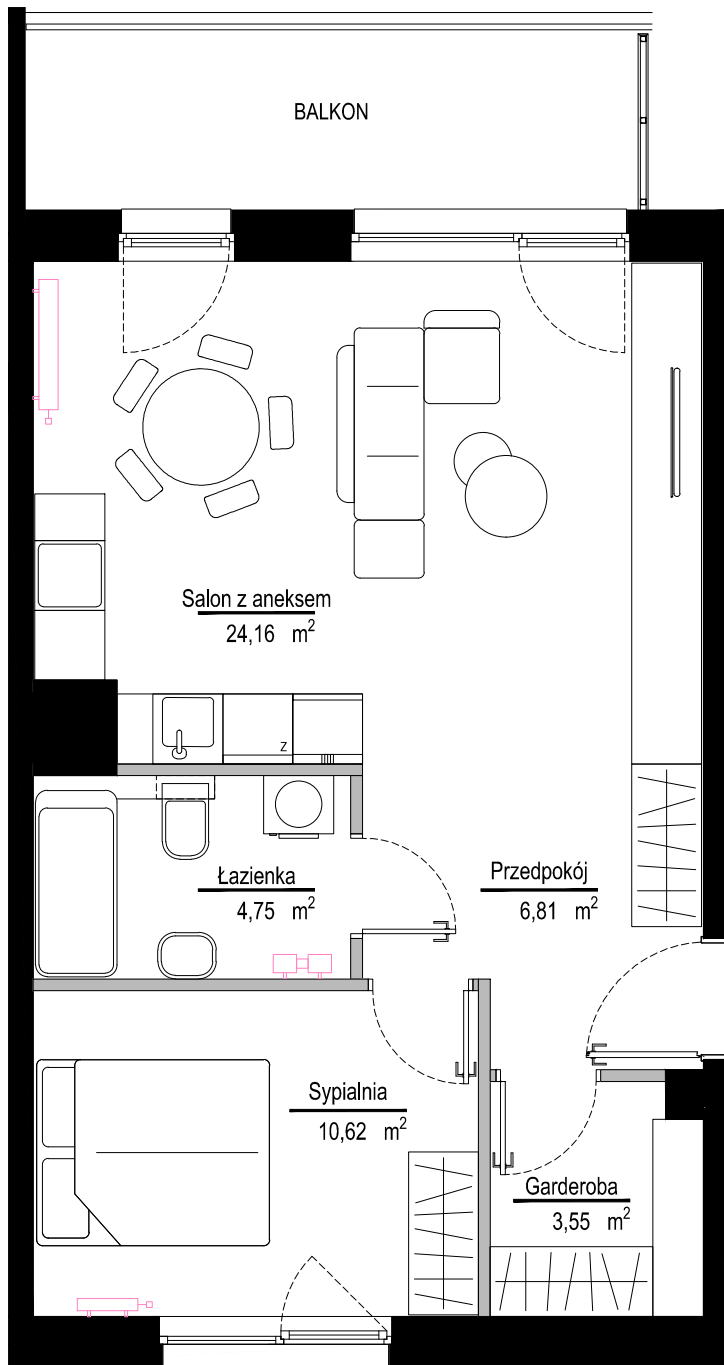 BALKON
Salon z aneksem
24,16 m²
z
Łazienka
4,75 m²
Przedpokój
6,81 m²
Sypialnia
10,62 m²
Garderoba
3,55 m²